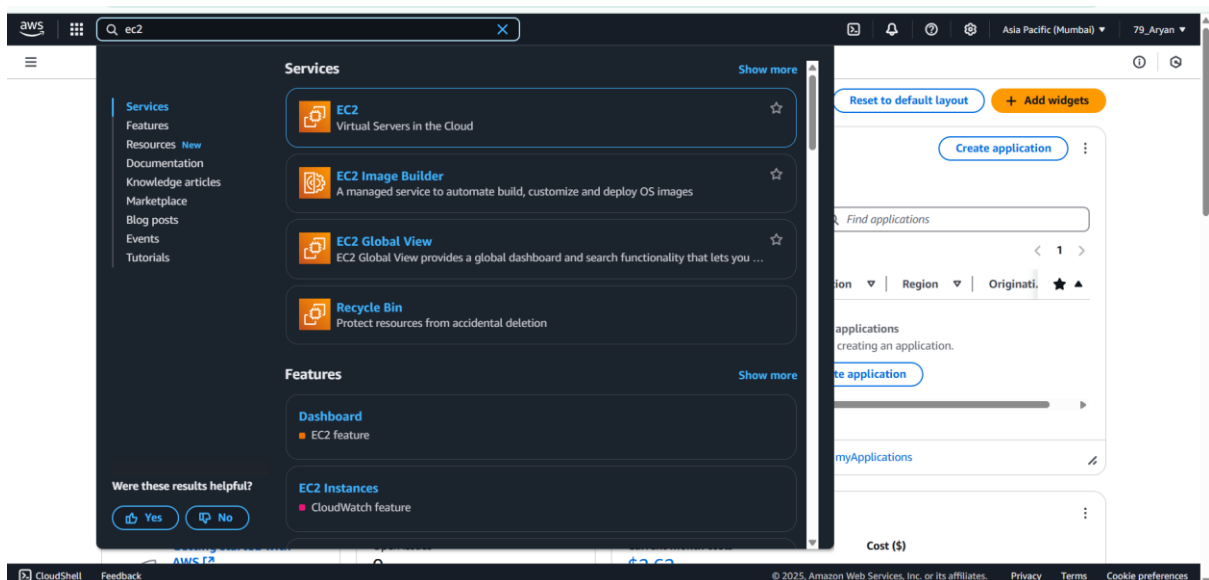 aws
ec2
Asia Pacific (Mumbai)
79_Aryan
Services
Features
Resources New
Documentation
Knowledge articles
Marketplace
Blog posts
Events
Tutorials
Were these results helpful?
Yes
No
Services
Show more
EC2
Virtual Servers in the Cloud
EC2 Image Builder
A managed service to automate build, customize and deploy OS images
EC2 Global View
EC2 Global View provides a global dashboard and search functionality that lets you ...
Recycle Bin
Protect resources from accidental deletion
Features
Show more
Dashboard
EC2 feature
EC2 Instances
CloudWatch feature
Reset to default layout
+ Add widgets
Create application
Find applications
1
Region
Originati.
applications
creating an application.
application
myApplications
AWS
Cost ($)
CloudShell
Feedback
© 2025, Amazon Web Services, Inc. or its affiliates.
Privacy
Terms
Cookie preferences